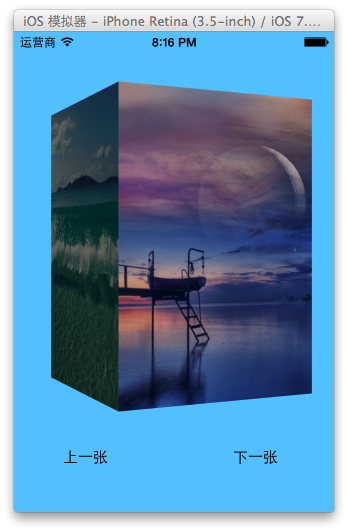 iOS 模拟器 – iPhone Retina (3.5-inch) / iOS 7....
运营商 8:16 PM
上一张 下一张